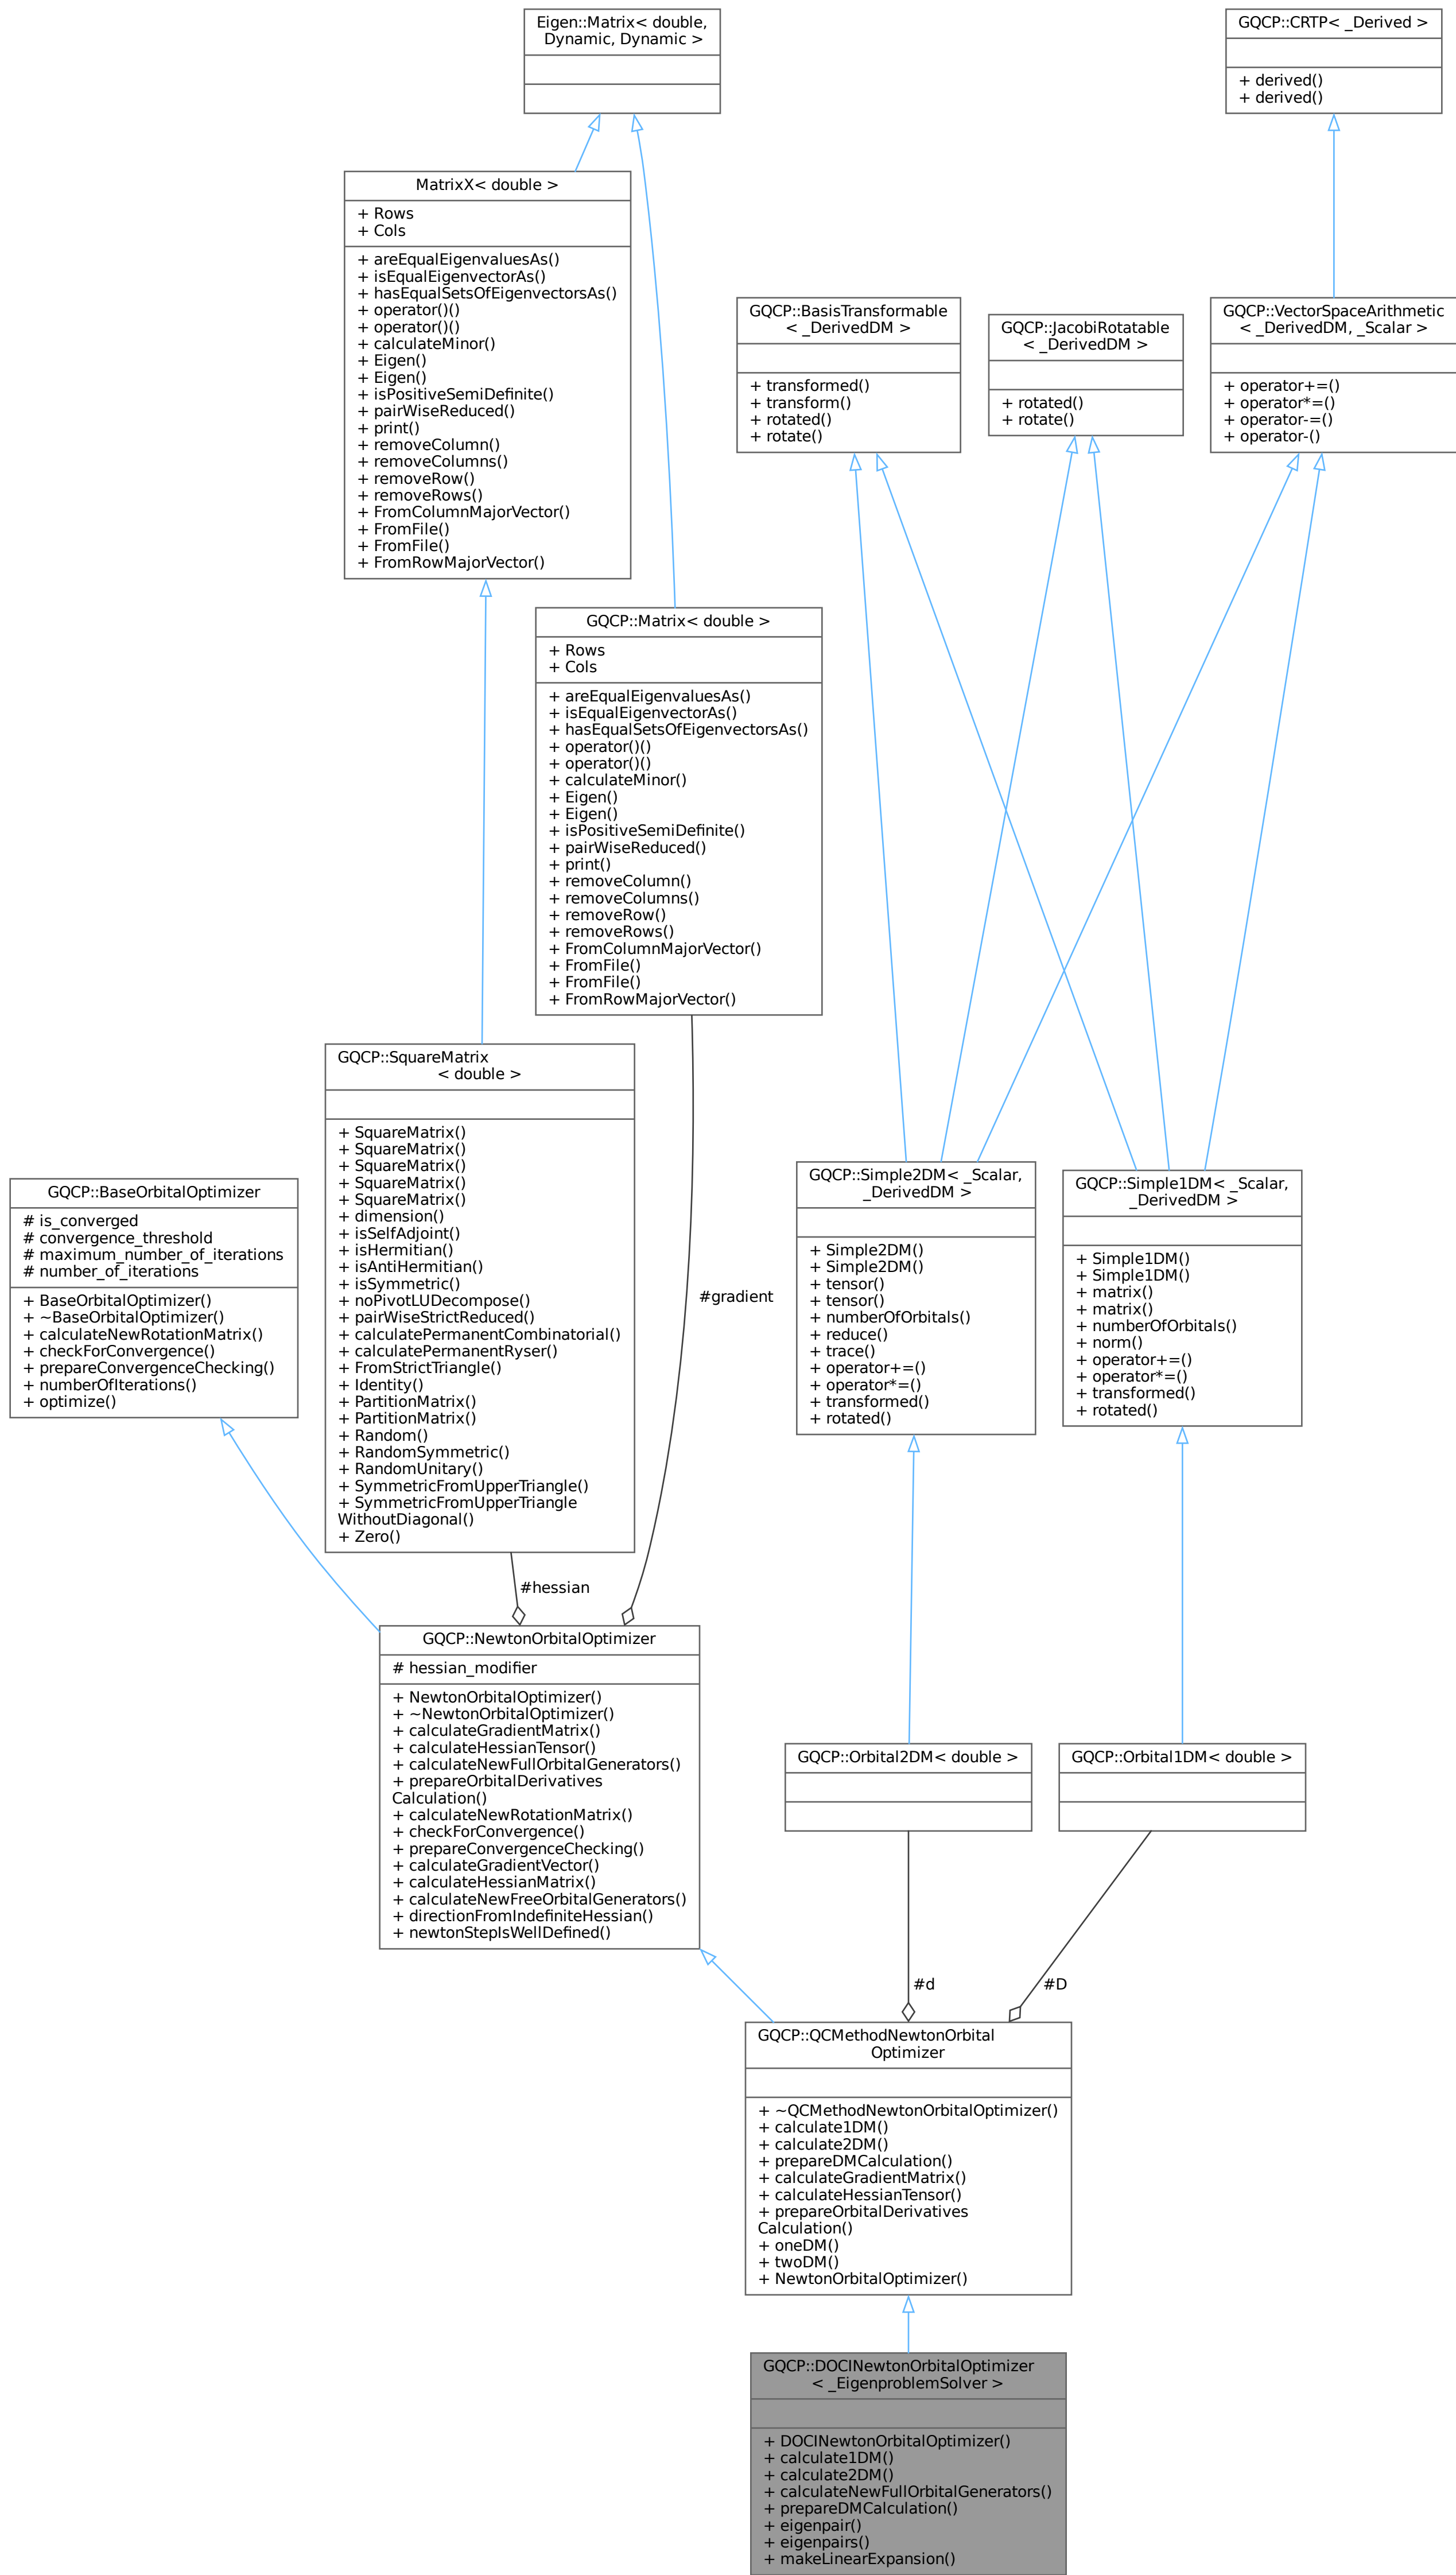 Eigen::Matrix< double,
Dynamic, Dynamic >
GQCP::CRTP< _Derived >
+ derived()
+ derived()
MatrixX< double >
+ Rows
+ Cols
+ areEqualEigenvaluesAs()
+ isEqualEigenvectorAs()
+ hasEqualSetsOfEigenvectorsAs()
+ operator()()
+ operator()()
+ calculateMinor()
+ Eigen()
+ Eigen()
+ isPositiveSemiDefinite()
+ pairWiseReduced()
+ print()
+ removeColumn()
+ removeColumns()
+ removeRow()
+ removeRows()
+ FromColumnMajorVector()
+ FromFile()
+ FromFile()
+ FromRowMajorVector()
GQCP::BasisTransformable
< _DerivedDM >
+ transformed()
+ transform()
+ rotated()
+ rotate()
GQCP::JacobiRotatable
< _DerivedDM >
+ rotated()
+ rotate()
GQCP::VectorSpaceArithmetic
< _DerivedDM, _Scalar >
+ operator+=()
+ operator*=()
+ operator-=()
+ operator-()
GQCP::Matrix< double >
+ Rows
+ Cols
+ areEqualEigenvaluesAs()
+ isEqualEigenvectorAs()
+ hasEqualSetsOfEigenvectorsAs()
+ operator()()
+ operator()()
+ calculateMinor()
+ Eigen()
+ Eigen()
+ isPositiveSemiDefinite()
+ pairWiseReduced()
+ print()
+ removeColumn()
+ removeColumns()
+ removeRow()
+ removeRows()
+ FromColumnMajorVector()
+ FromFile()
+ FromFile()
+ FromRowMajorVector()
GQCP::SquareMatrix
< double >
+ SquareMatrix()
+ SquareMatrix()
+ SquareMatrix()
+ SquareMatrix()
+ SquareMatrix()
+ dimension()
+ isSelfAdjoint()
+ isHermitian()
+ isAntiHermitian()
+ isSymmetric()
+ noPivotLUDecompose()
+ pairWiseStrictReduced()
+ calculatePermanentCombinatorial()
+ calculatePermanentRyser()
+ FromStrictTriangle()
+ Identity()
+ PartitionMatrix()
+ PartitionMatrix()
+ Random()
+ RandomSymmetric()
+ RandomUnitary()
+ SymmetricFromUpperTriangle()
+ SymmetricFromUpperTriangle
WithoutDiagonal()
+ Zero()
GQCP::BaseOrbitalOptimizer
# is_converged
# convergence_threshold
# maximum_number_of_iterations
# number_of_iterations
+ BaseOrbitalOptimizer()
+ ~BaseOrbitalOptimizer()
+ calculateNewRotationMatrix()
+ checkForConvergence()
+ prepareConvergenceChecking()
+ numberOfIterations()
+ optimize()
#gradient
GQCP::Simple2DM< _Scalar,
_DerivedDM >
+ Simple2DM()
+ Simple2DM()
+ tensor()
+ tensor()
+ numberOfOrbitals()
+ reduce()
+ trace()
+ operator+=()
+ operator*=()
+ transformed()
+ rotated()
GQCP::Simple1DM< _Scalar,
_DerivedDM >
+ Simple1DM()
+ Simple1DM()
+ matrix()
+ matrix()
+ numberOfOrbitals()
+ norm()
+ operator+=()
+ operator*=()
+ transformed()
+ rotated()
#hessian
GQCP::NewtonOrbitalOptimizer
# hessian_modifier
+ NewtonOrbitalOptimizer()
+ ~NewtonOrbitalOptimizer()
+ calculateGradientMatrix()
+ calculateHessianTensor()
+ calculateNewFullOrbitalGenerators()
+ prepareOrbitalDerivatives
Calculation()
+ calculateNewRotationMatrix()
+ checkForConvergence()
+ prepareConvergenceChecking()
+ calculateGradientVector()
+ calculateHessianMatrix()
+ calculateNewFreeOrbitalGenerators()
+ directionFromIndefiniteHessian()
+ newtonStepIsWellDefined()
GQCP::Orbital2DM< double >
GQCP::Orbital1DM< double >
#d
#D
GQCP::QCMethodNewtonOrbital
Optimizer
+ ~QCMethodNewtonOrbitalOptimizer()
+ calculate1DM()
+ calculate2DM()
+ prepareDMCalculation()
+ calculateGradientMatrix()
+ calculateHessianTensor()
+ prepareOrbitalDerivatives
Calculation()
+ oneDM()
+ twoDM()
+ NewtonOrbitalOptimizer()
GQCP::DOCINewtonOrbitalOptimizer
< _EigenproblemSolver >
+ DOCINewtonOrbitalOptimizer()
+ calculate1DM()
+ calculate2DM()
+ calculateNewFullOrbitalGenerators()
+ prepareDMCalculation()
+ eigenpair()
+ eigenpairs()
+ makeLinearExpansion()